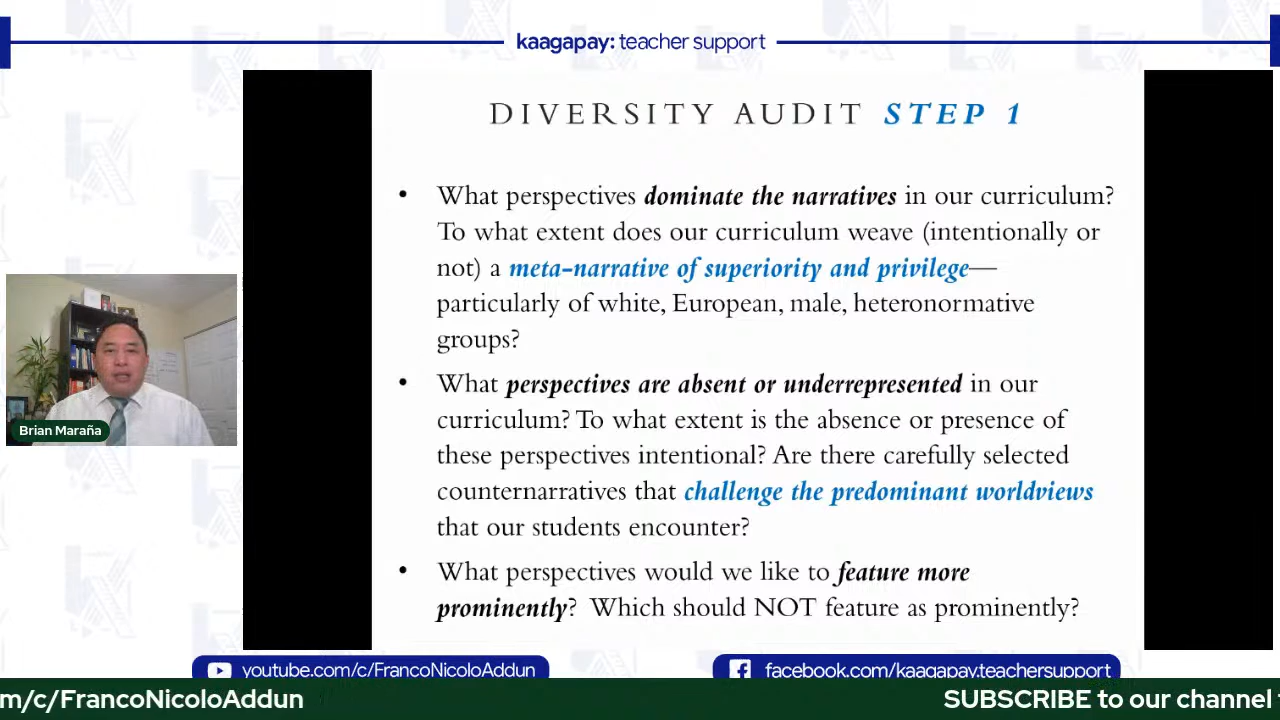 kaagapay: teacher support
DIVERSITY AUDIT STEP 1
• What perspectives dominate the narratives in our curriculum?
To what extent does our curriculum weave (intentionally or
not) a meta-narrative of superiority and privilege—
particularly of white, European, male, heteronormative
groups?
• What perspectives are absent or underrepresented in our
curriculum? To what extent is the absence or presence of
these perspectives intentional? Are there carefully selected
counternarratives that challenge the predominant worldviews
that our students encounter?
• What perspectives would we like to feature more
prominently? Which should NOT feature as prominently?
Brian Maraña
youtube.com/c/FrancoNicoloAddun
facebook.com/kaagapay.teachersupport
m/c/FrancoNicoloAddun
SUBSCRIBE to our channel